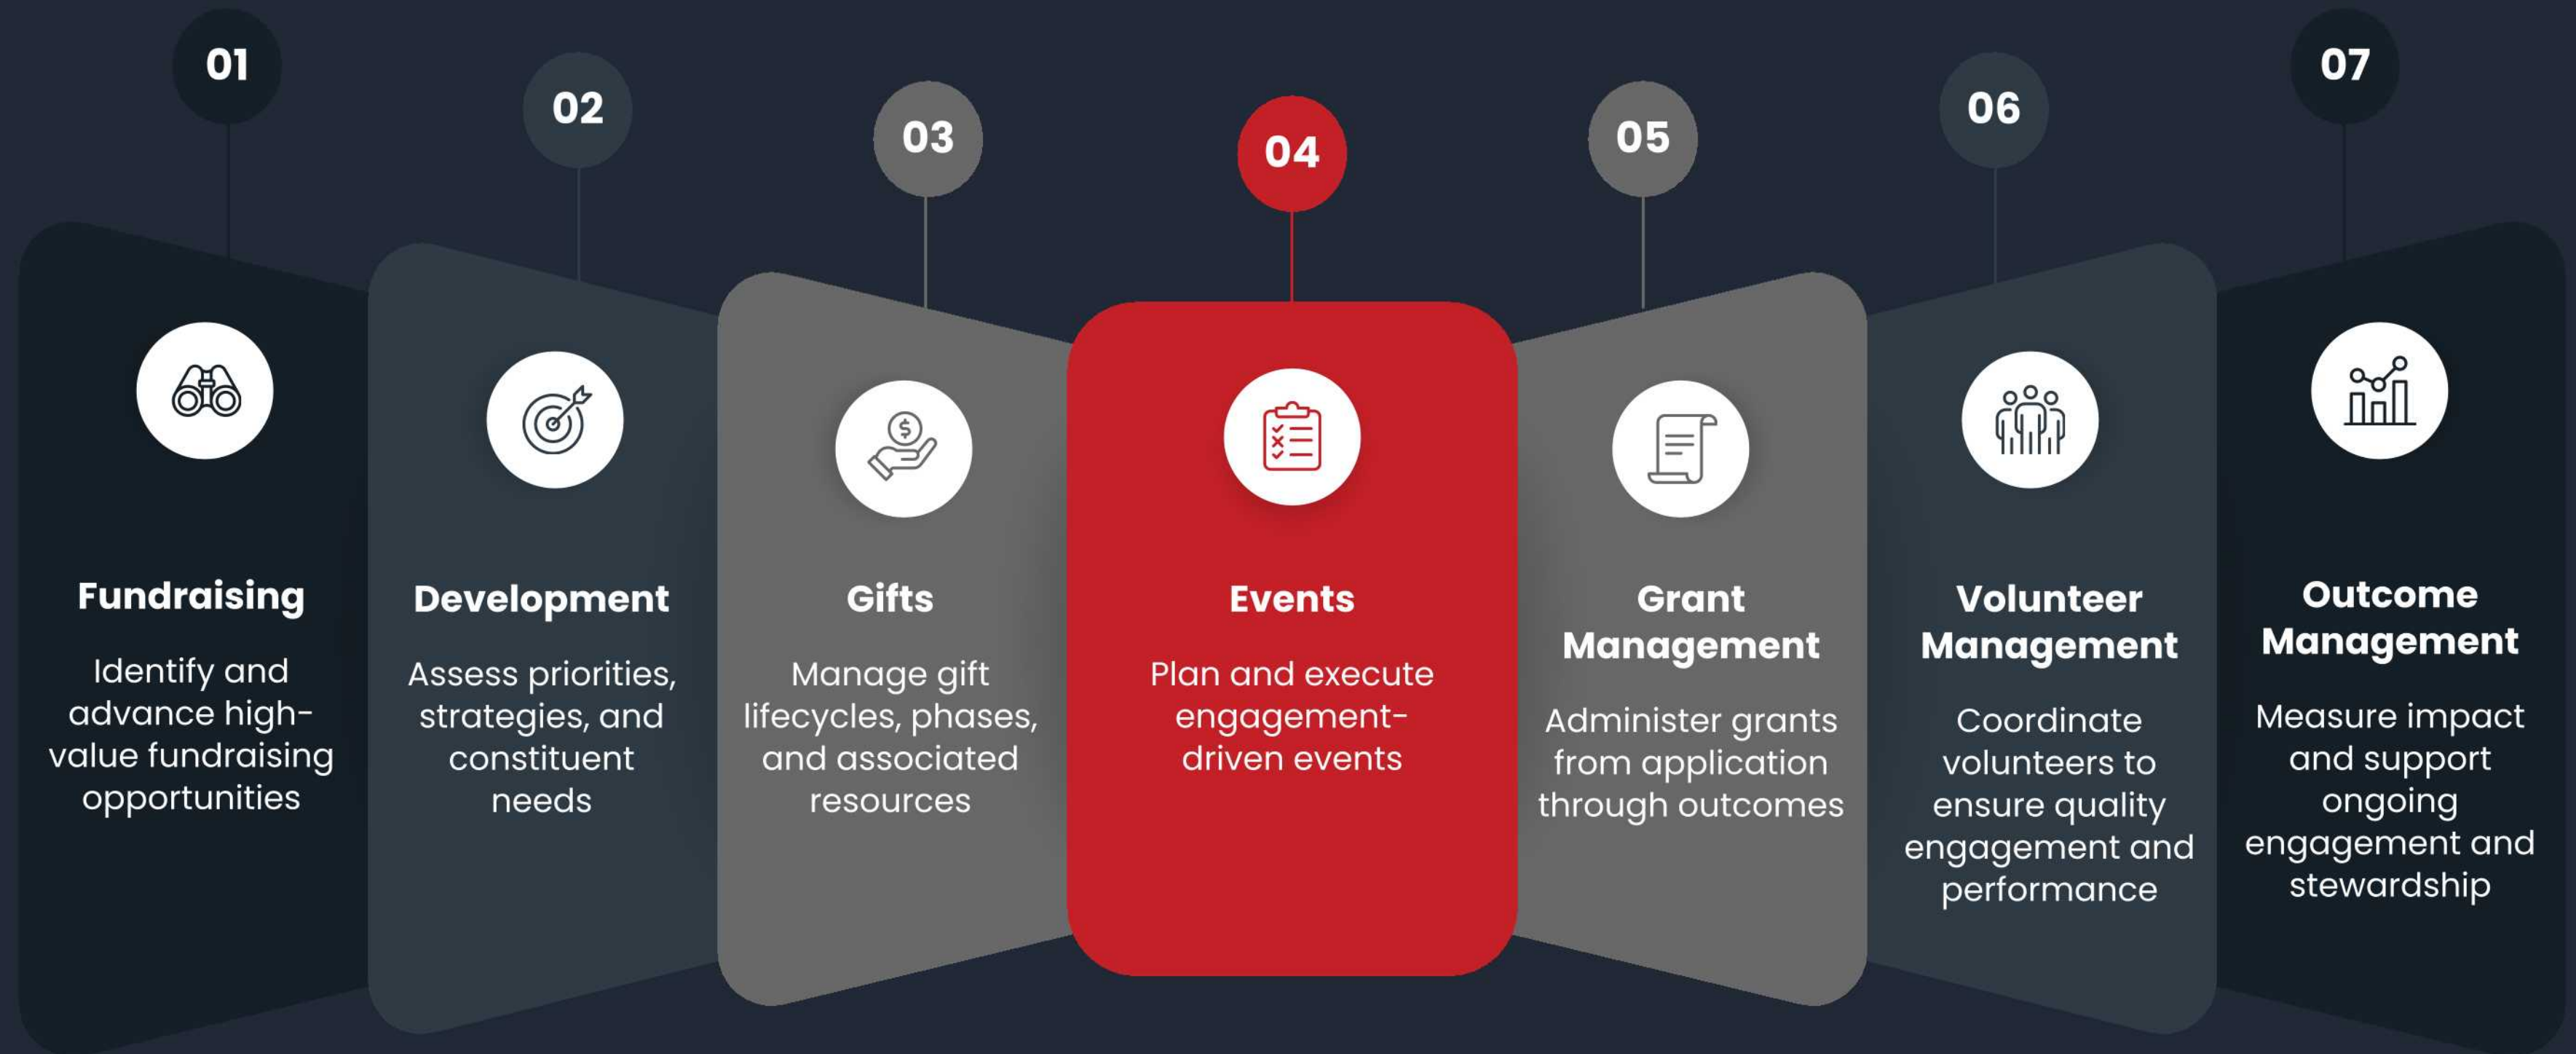 01
Fundraising
Identify and
advance high-
value fundraising
opportunities
02
Development
Assess priorities,
strategies, and
constituent
needs
03
Gifts
Manage gift
lifecycles, phases,
and associated
resources
04
Events
Plan and execute
engagement-
driven events
05
Grant
Management
Administer grants
from application
through outcomes
06
Volunteer
Management
Coordinate
volunteers to
ensure quality
engagement and
performance
07
Outcome
Management
Measure impact
and support
ongoing
engagement and
stewardship